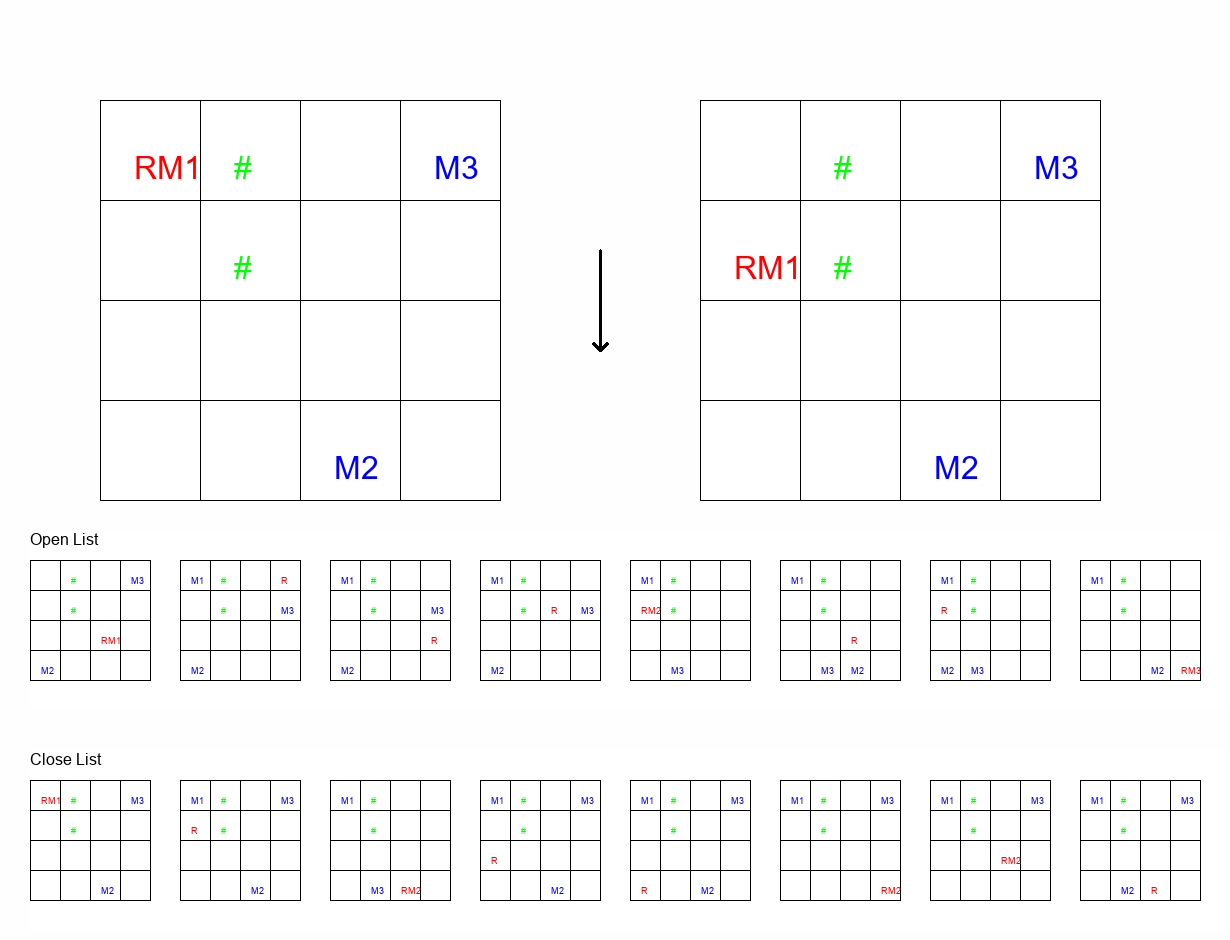 RM1 # M3 # M3
# RM1 #
M2 M2
Open List
# M3 M1 # R M1 # M1 # M1 # M1 # M1 # M1 #
# # M3 # M3 # R M3 RM2 # # R # #
RM1 R R
M2 M2 M2 M2 M3 M3 M2 M2 M3 M2 RM3
Close List
RM1 # M3 M1 # M3 M1 # M1 # M3 M1 # M3 M1 # M3 M1 # M3 M1 # M3
# R # # # # # # #
R RM2
M2 M2 M3 RM2 M2 R M2 RM2 M2 R